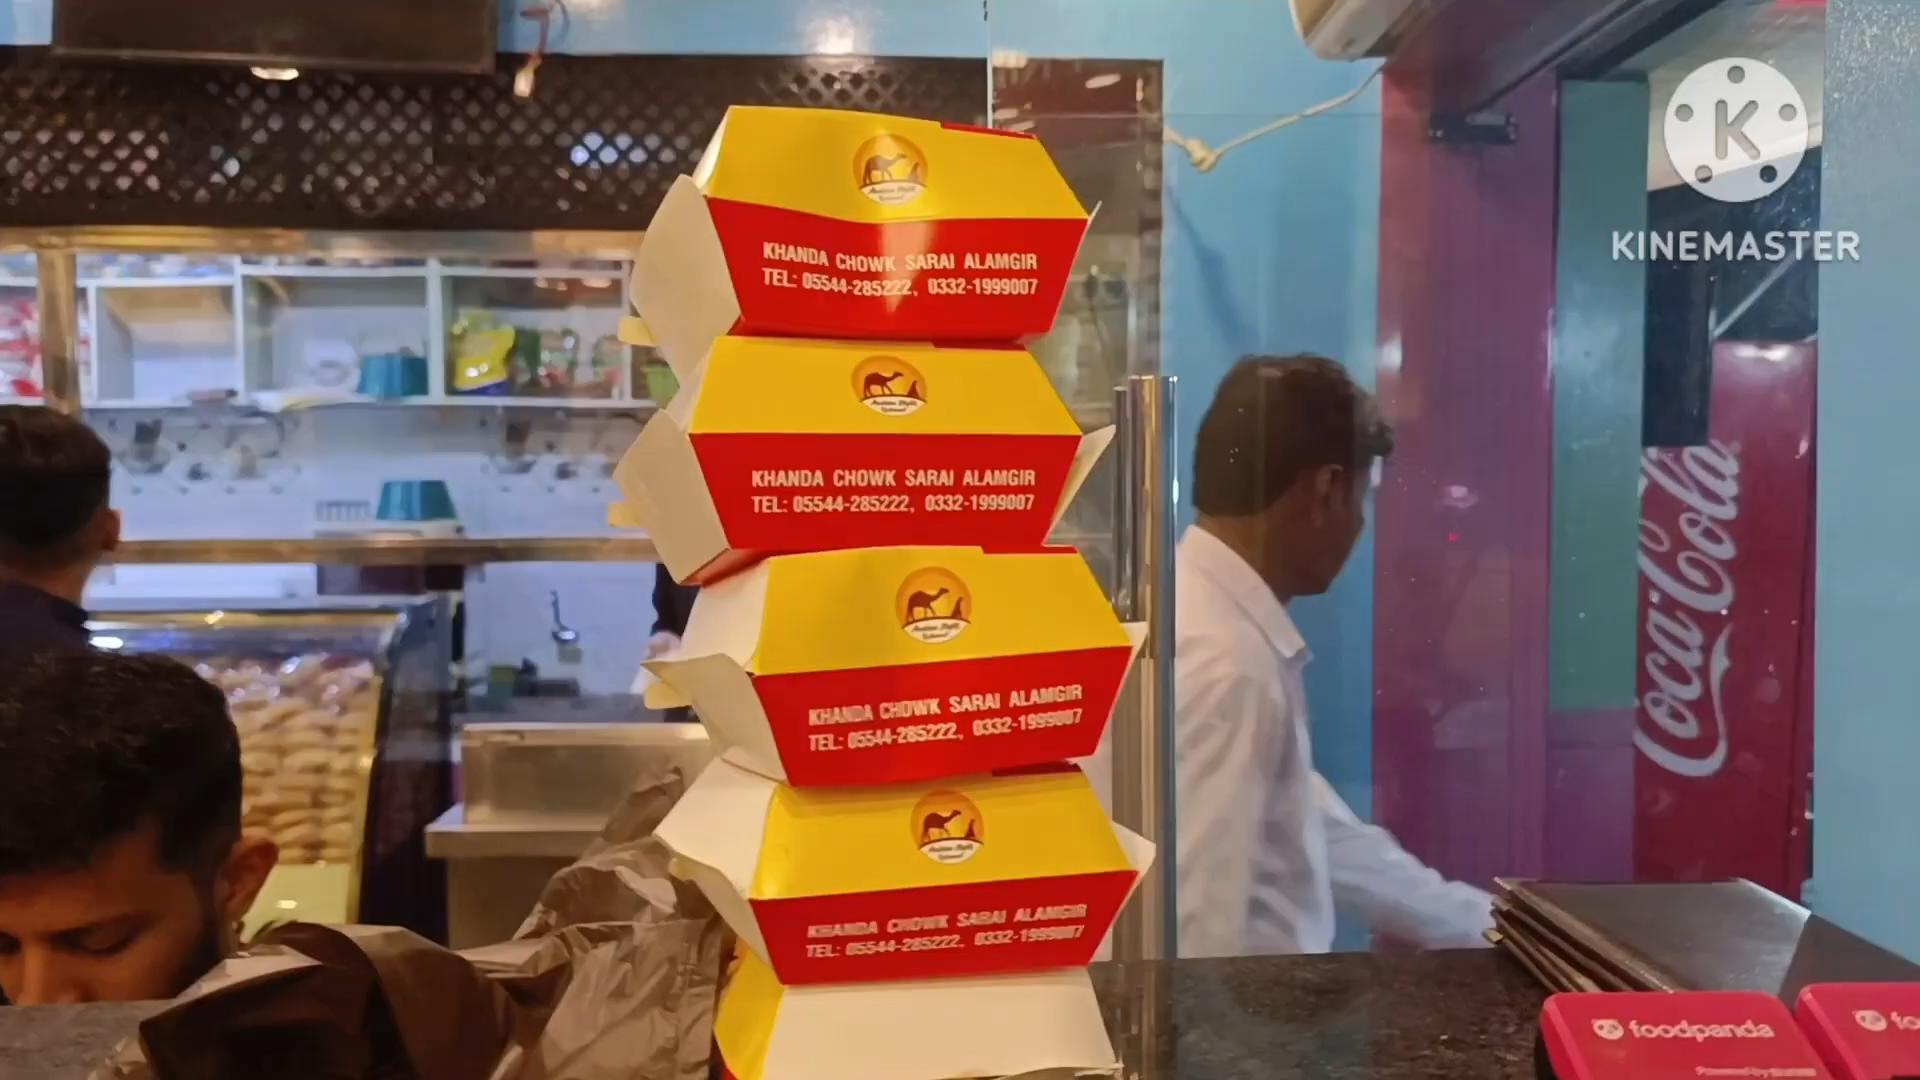 KINEMASTER
KHANDA CHOWK SARAI ALAMGIR
TEL: 05544-285222, 0332-1999007
KHANDA CHOWK SARAI ALAMGIR
TEL: 05544-285222, 0332-1999007
Coca-Cola
KHANDA CHOWK SARAI ALAMGIR
TEL: 05544-285222, 0332-1999007
KHANDA CHOWK SARAI ALAMGIR
TEL: 05544-285222, 0332-1999007
foodpanda
Powered by